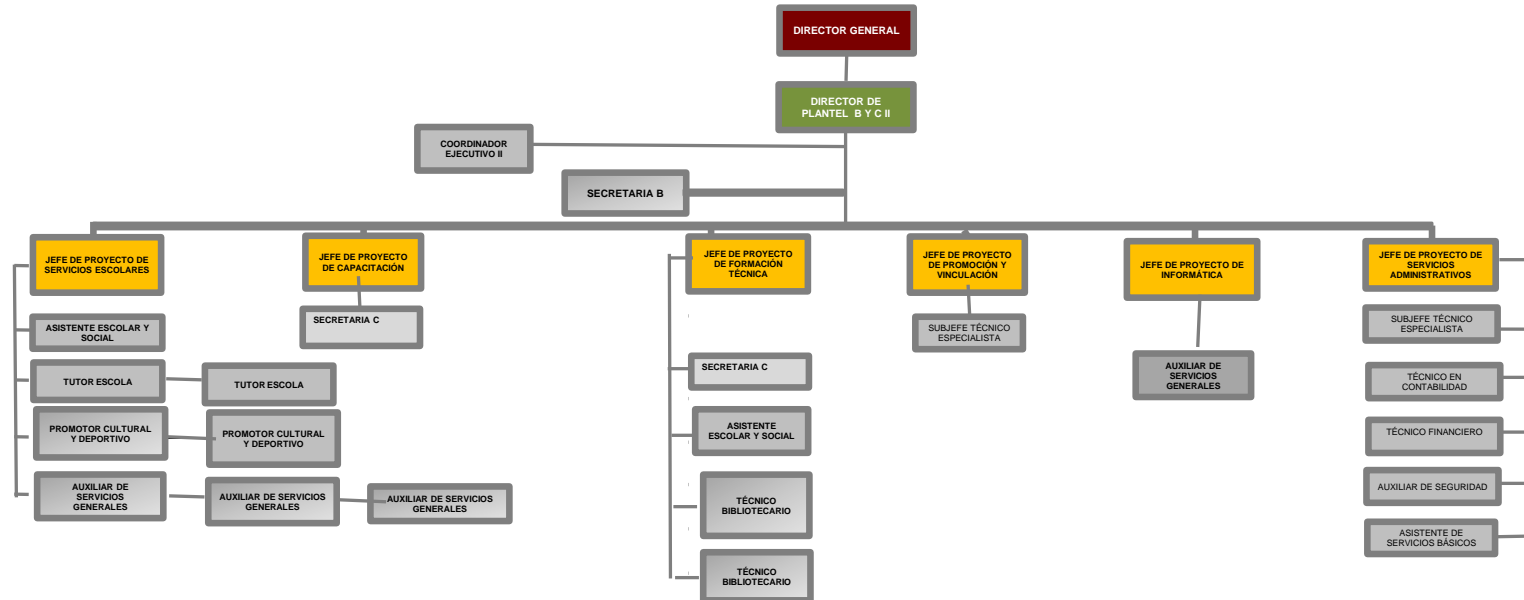 DIRECTOR GENERAL
DIRECTOR DE
PLANTEL B Y C II
COORDINADOR
EJECUTIVO II
SECRETARIA B
JEFE DE PROYECTO DE
SERVICIOS ESCOLARES
JEFE DE PROYECTO
DE CAPACITACIÓN
JEFE DE PROYECTO
DE FORMACIÓN
TÉCNICA
JEFE DE PROYECTO
DE PROMOCIÓN Y
VINCULACIÓN
JEFE DE PROYECTO DE
INFORMÁTICA
JEFE DE PROYECTO DE
SERVICIOS
ADMINISTRATIVOS
ASISTENTE ESCOLAR Y
SOCIAL
SECRETARIA C
SUBJEFE TÉCNICO
ESPECIALISTA
SUBJEFE TÉCNICO
ESPECIALISTA
TUTOR ESCOLA
TUTOR ESCOLA
SECRETARIA C
AUXILIAR DE
SERVICIOS
GENERALES
TÉCNICO EN
CONTABILIDAD
PROMOTOR CULTURAL
Y DEPORTIVO
PROMOTOR CULTURAL
Y DEPORTIVO
ASISTENTE
ESCOLAR Y SOCIAL
TÉCNICO FINANCIERO
AUXILIAR DE
SERVICIOS
GENERALES
AUXILIAR DE SERVICIOS
GENERALES
AUXILIAR DE SERVICIOS
GENERALES
TÉCNICO
BIBLIOTECARIO
AUXILIAR DE SEGURIDAD
ASISTENTE DE
SERVICIOS BÁSICOS
TÉCNICO
BIBLIOTECARIO